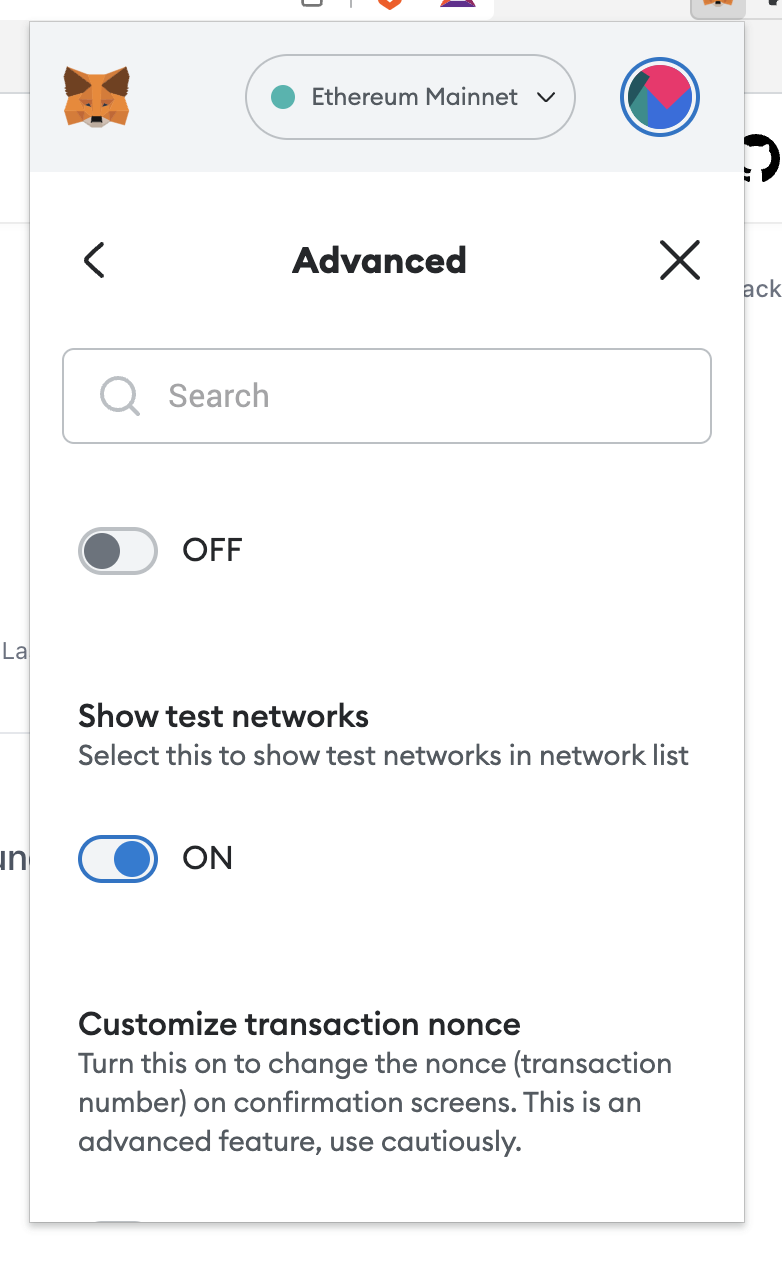 Ethereum Mainnet
Advanced
ack
Search
OFF
La
Show test networks
Select this to show test networks in network list
ON
Customize transaction nonce
Turn this on to change the nonce (transaction
number) on confirmation screens. This is an
advanced feature, use cautiously.